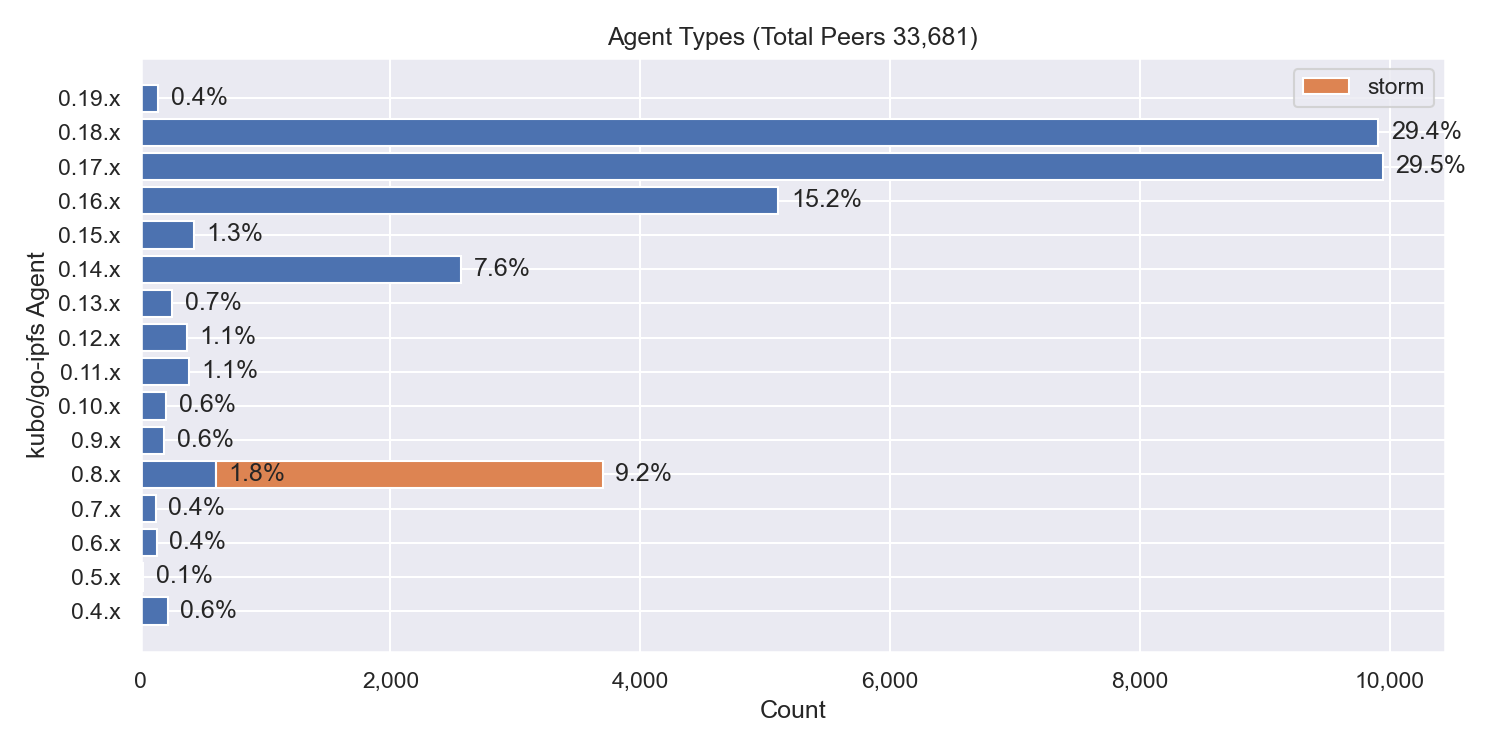 Agent Types (Total Peers 33,681)
storm
kubo/go-ipfs Agent
0.19.x 0.4%
0.18.x 29.4%
0.17.x 29.5%
0.16.x 15.2%
0.15.x 1.3%
0.14.x 7.6%
0.13.x 0.7%
0.12.x 1.1%
0.11.x 1.1%
0.10.x 0.6%
0.9.x 0.6%
0.8.x 1.8% 9.2%
0.7.x 0.4%
0.6.x 0.4%
0.5.x 0.1%
0.4.x 0.6%
0 2,000 4,000 6,000 8,000 10,000
Count